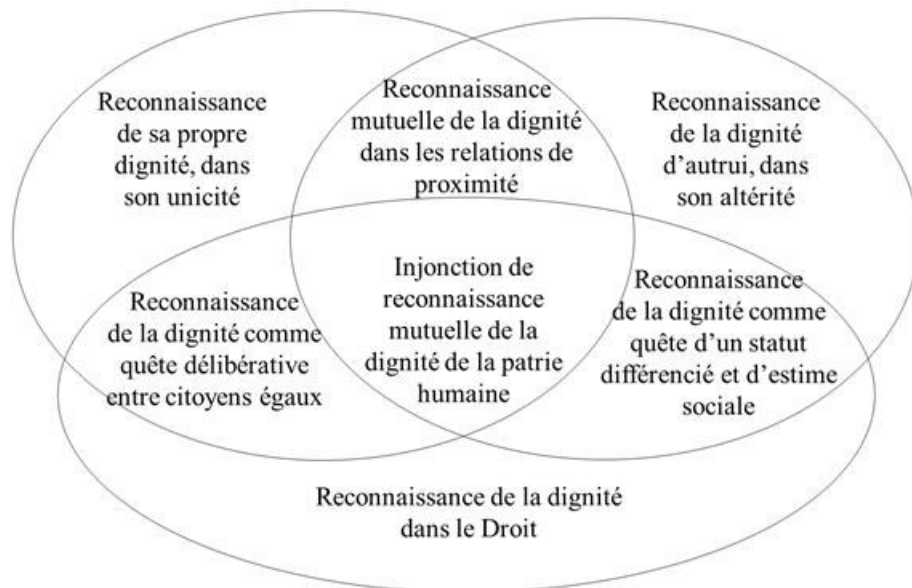 Reconnaissance
de sa propre
dignité, dans
son unicité
Reconnaissance
mutuelle de la dignité
dans les relations de
proximité
Reconnaissance
de la dignité
d'autrui, dans
son altérité
Reconnaissance
de la dignité comme
quête délibérative
entre citoyens égaux
Injonction de
reconnaissance
mutuelle de la
dignité de la patrie
humaine
Reconnaissance
de la dignité comme
quête d'un statut
différencié et d'estime
sociale
Reconnaissance de la dignité
dans le Droit